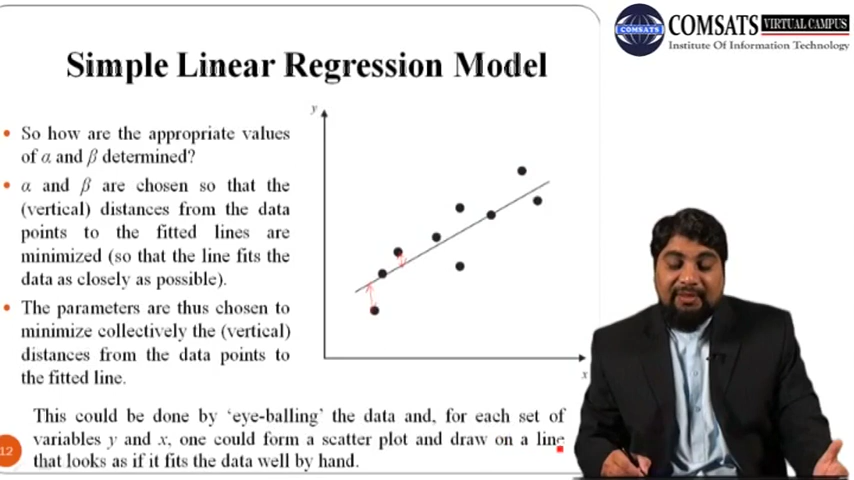 COMSATS
COMSATS VIRTUAL CAMPUS
Institute Of Information Technology
Simple Linear Regression Model
• So how are the appropriate values
of α and β determined?
• α and β are chosen so that the
(vertical) distances from the data
points to the fitted lines are
minimized (so that the line fits the
data as closely as possible).
• The parameters are thus chosen to
minimize collectively the (vertical)
distances from the data points to
the fitted line.
y
x
This could be done by ‘eye-balling’ the data and, for each set of
variables y and x, one could form a scatter plot and draw on a line
that looks as if it fits the data well by hand.
12